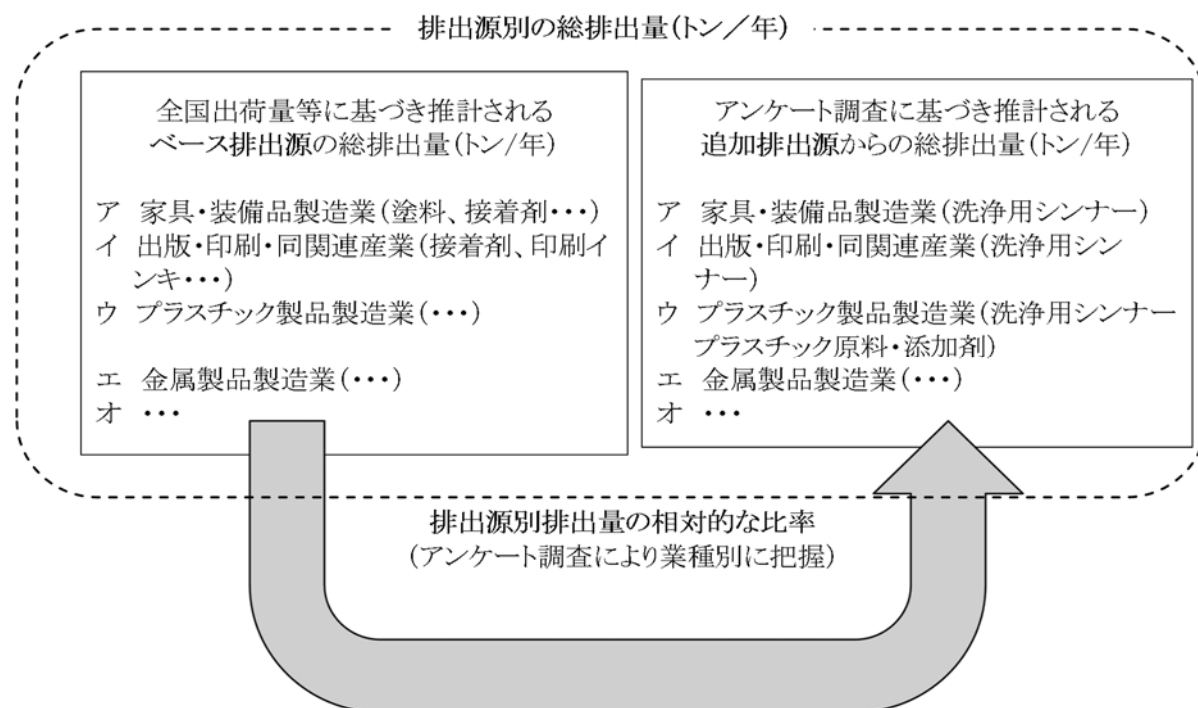 排出源別の総排出量(トン／年)
全国出荷量等に基づき推計される
ベース排出源の総排出量(トン/年)
ア 家具・装備品製造業(塗料、接着剤・・・)
イ 出版・印刷・同関連産業(接着剤、印刷イ
ンキ・・・)
ウ プラスチック製品製造業(・・・)
エ 金属製品製造業(・・・)
オ ・・・
アンケート調査に基づき推計される
追加排出源からの総排出量(トン/年)
ア 家具・装備品製造業(洗浄用シンナー)
イ 出版・印刷・同関連産業(洗浄用シン
ナー)
ウ プラスチック製品製造業(洗浄用シンナー
プラスチック原料・添加剤)
エ 金属製品製造業(・・・)
オ ・・・
排出源別排出量の相対的な比率
(アンケート調査により業種別に把握)